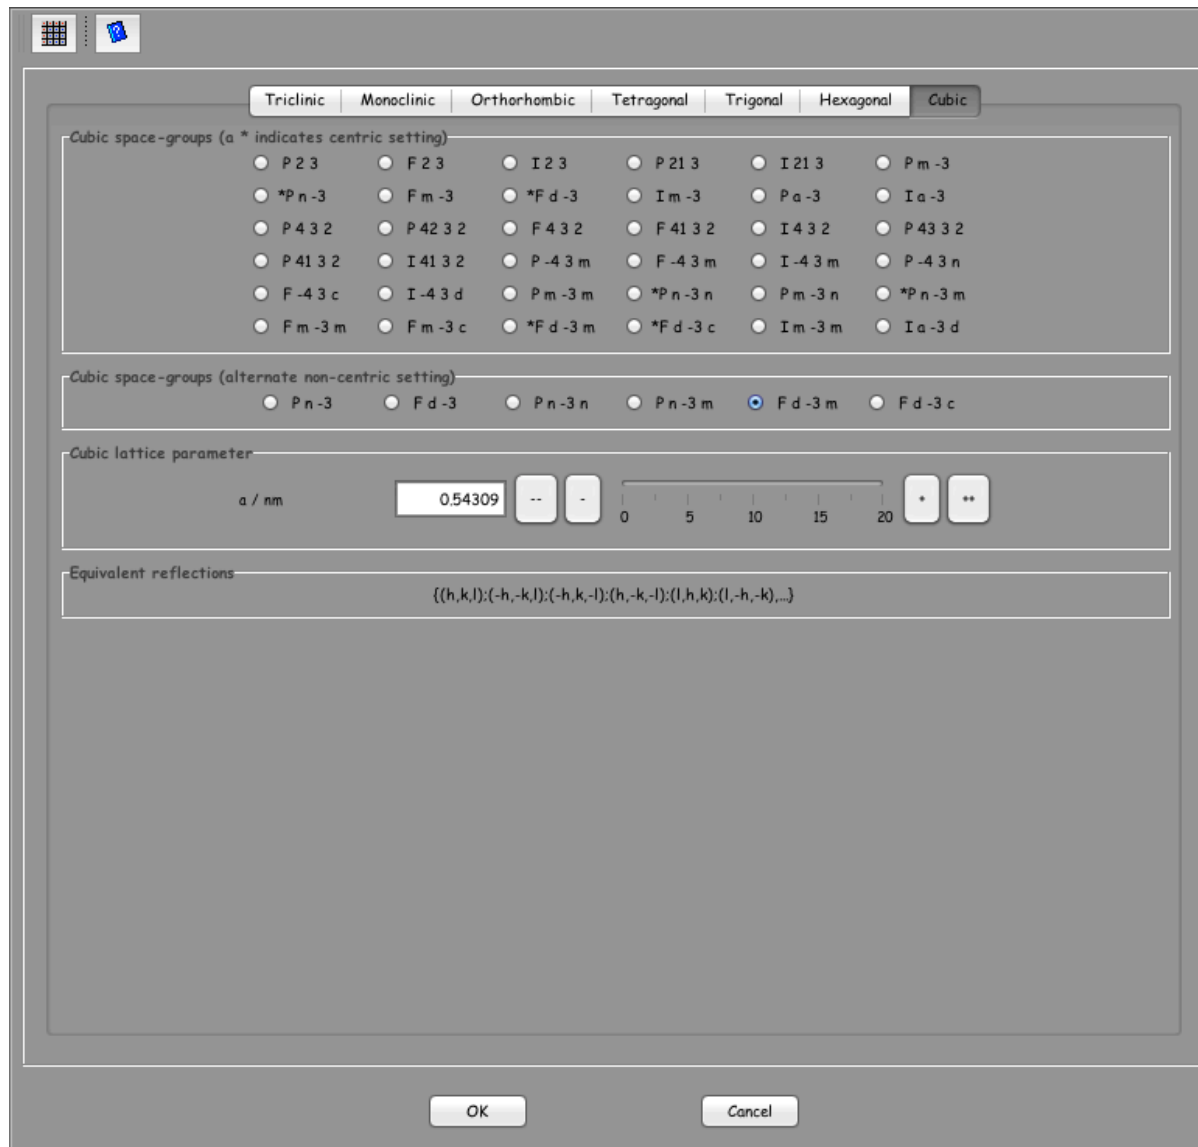 Triclinic Monoclinic Orthorhombic Tetragonal Trigonal Hexagonal Cubic
Cubic space-groups (a * indicates centric setting)
P 2 3 F 2 3 I 2 3 P 21 3 I 21 3 P m -3
*P n -3 F m -3 *F d -3 I m -3 P a -3 I a -3
P 4 3 2 P 42 3 2 F 4 3 2 F 41 3 2 I 4 3 2 P 43 3 2
P 41 3 2 I 41 3 2 P -4 3 m F -4 3 m I -4 3 m P -4 3 n
F -4 3 c I -4 3 d P m -3 m *P n -3 n P m -3 n *P n -3 m
F m -3 m F m -3 c *F d -3 m *F d -3 c I m -3 m I a -3 d
Cubic space-groups (alternate non-centric setting)
P n -3 F d -3 P n -3 n P n -3 m F d -3 m F d -3 c
Cubic lattice parameter
a / nm 0.54309 -- - + ++
0 5 10 15 20
Equivalent reflections
{(h,k,l);(-h,-k,l);(-h,k,-l);(h,-k,-l);(l,h,k);(l,-h,-k),...}
OK Cancel